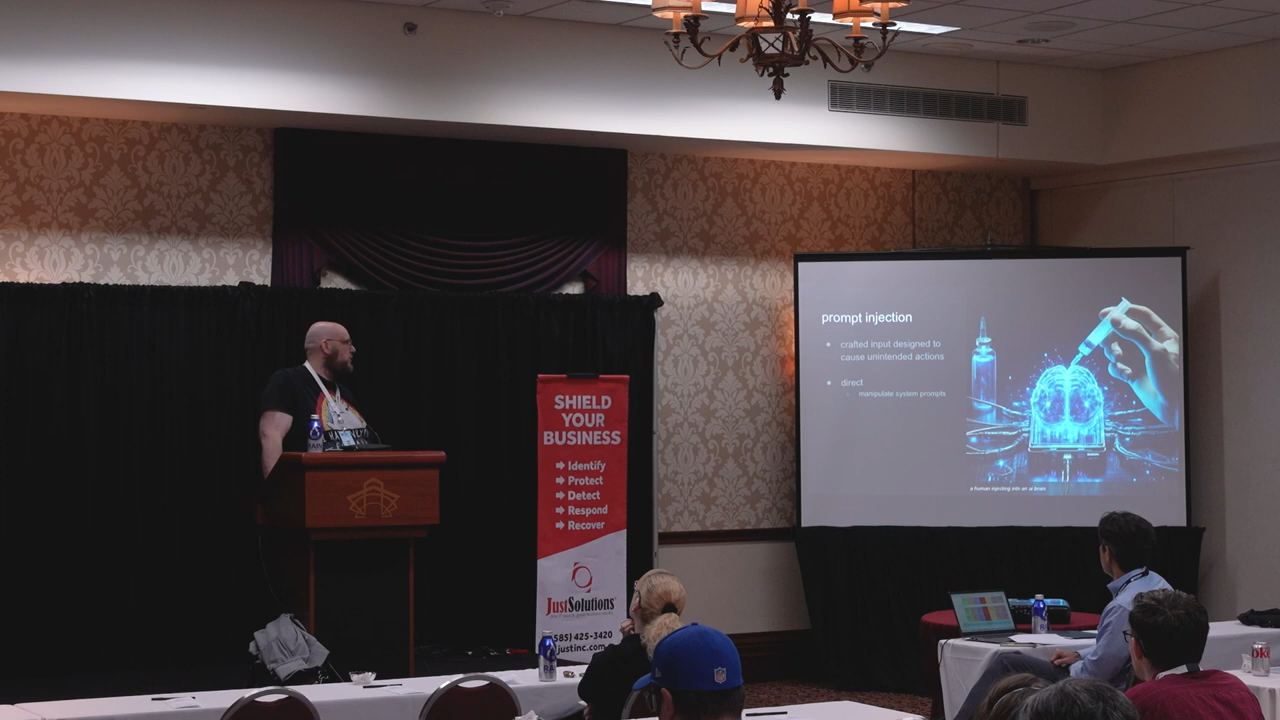 SHIELD
YOUR
BUSINESS
Identify
Protect
Detect
Respond
Recover
JustSolutions
585) 425-3420
justinc.com
prompt injection
crafted input designed to
cause unintended actions
direct
manipulate system prompts
a human injecting into an ai brain